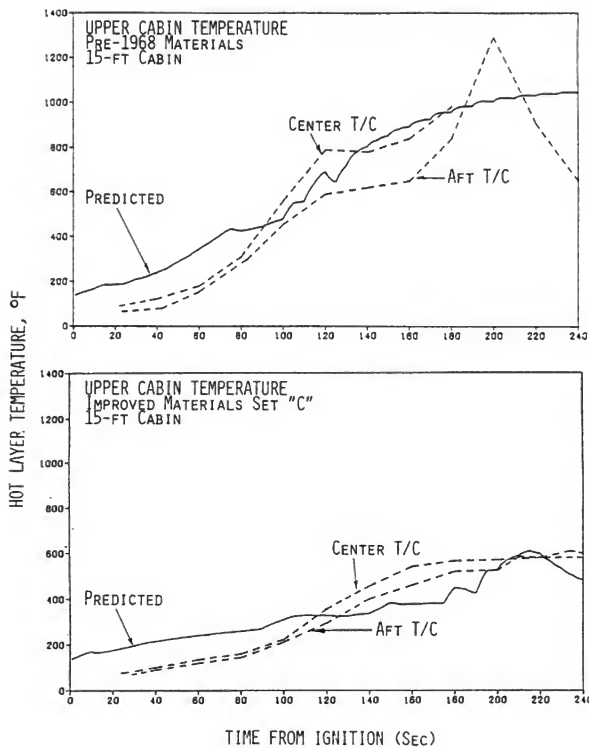 UPPER CABIN TEMPERATURE
PRE-1968 MATERIALS
15-FT CABIN
CENTER T/C
AFT T/C
PREDICTED
1400
1200
1000
800
600
400
200
0
0 20 40 60 80 100 120 140 160 180 200 220 240
HOT LAYER TEMPERATURE, °F
UPPER CABIN TEMPERATURE
IMPROVED MATERIALS SET "C"
15-FT CABIN
CENTER T/C
PREDICTED
AFT T/C
1400
1200
1000
800
600
400
200
0
0 20 40 60 80 100 120 140 160 180 200 220 240
TIME FROM IGNITION (SEC)